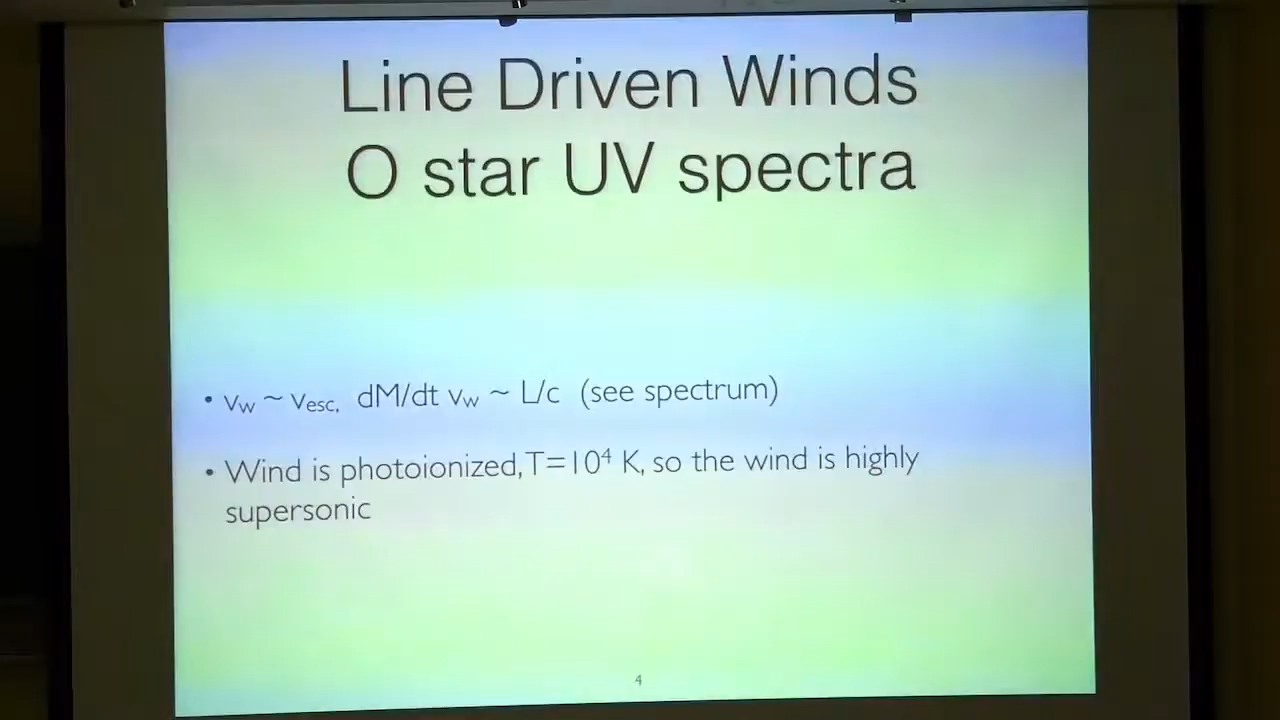 Line Driven Winds
O star UV spectra
• vw ~ vesc, dM/dt vw ~ L/c (see spectrum)
• Wind is photoionized,T=10⁴ K, so the wind is highly
supersonic
4